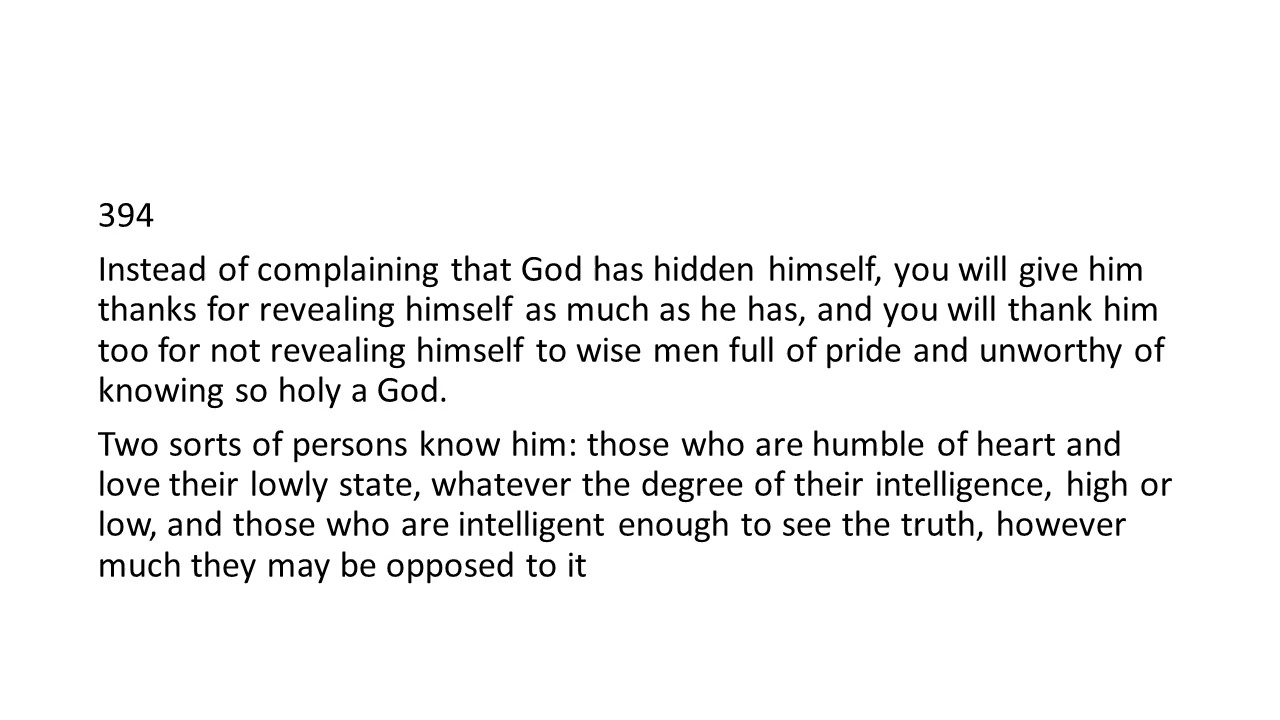 394
Instead of complaining that God has hidden himself, you will give him
thanks for revealing himself as much as he has, and you will thank him
too for not revealing himself to wise men full of pride and unworthy of
knowing so holy a God.
Two sorts of persons know him: those who are humble of heart and
love their lowly state, whatever the degree of their intelligence, high or
low, and those who are intelligent enough to see the truth, however
much they may be opposed to it